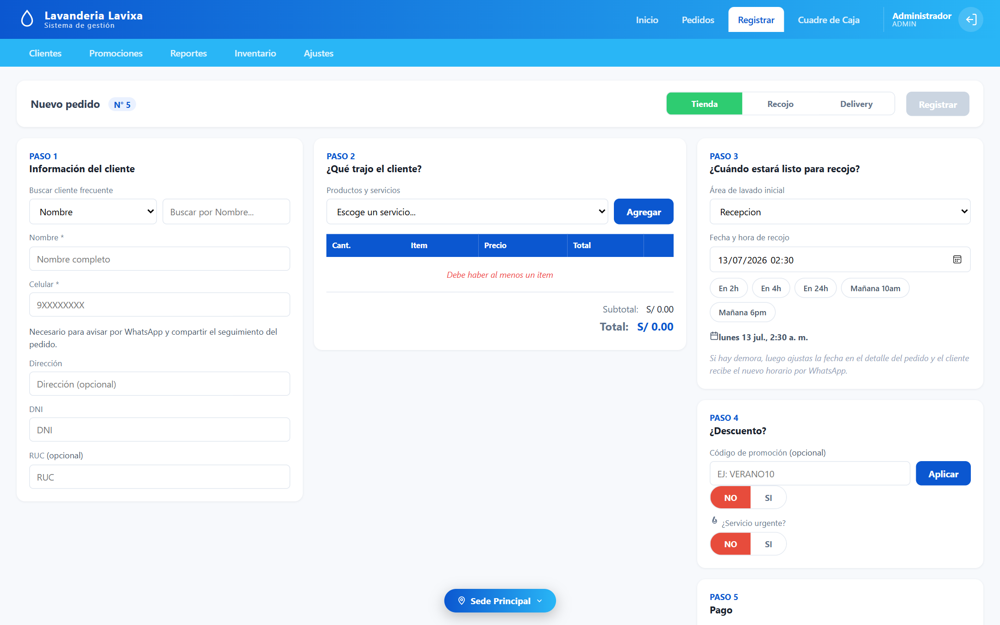 Lavanderia Lavixa
Sistema de gestión
Inicio
Pedidos
Registrar
Cuadre de Caja
Administrador
ADMIN
Clientes
Promociones
Reportes
Inventario
Ajustes
Nuevo pedido
N° 5
Tienda
Recojo
Delivery
Registrar
PASO 1
Información del cliente
Buscar cliente frecuente
Nombre
Buscar por Nombre...
Nombre *
Nombre completo
Celular *
9XXXXXXXX
Necesario para avisar por WhatsApp y compartir el seguimiento del
pedido.
Dirección
Dirección (opcional)
DNI
DNI
RUC (opcional)
RUC
PASO 2
¿Qué trajo el cliente?
Productos y servicios
Escoge un servicio...
Agregar
Cant.
Item
Precio
Total
Debe haber al menos un item
Subtotal: S/ 0.00
Total: S/ 0.00
PASO 3
¿Cuándo estará listo para recojo?
Área de lavado inicial
Recepcion
Fecha y hora de recojo
13/07/2026 02:30
En 2h
En 4h
En 24h
Mañana 10am
Mañana 6pm
lunes 13 jul., 2:30 a. m.
Si hay demora, luego ajustas la fecha en el detalle del pedido y el cliente
recibe el nuevo horario por WhatsApp.
PASO 4
¿Descuento?
Código de promoción (opcional)
EJ: VERANO10
Aplicar
NO
SI
¿Servicio urgente?
NO
SI
PASO 5
Pago
Sede Principal